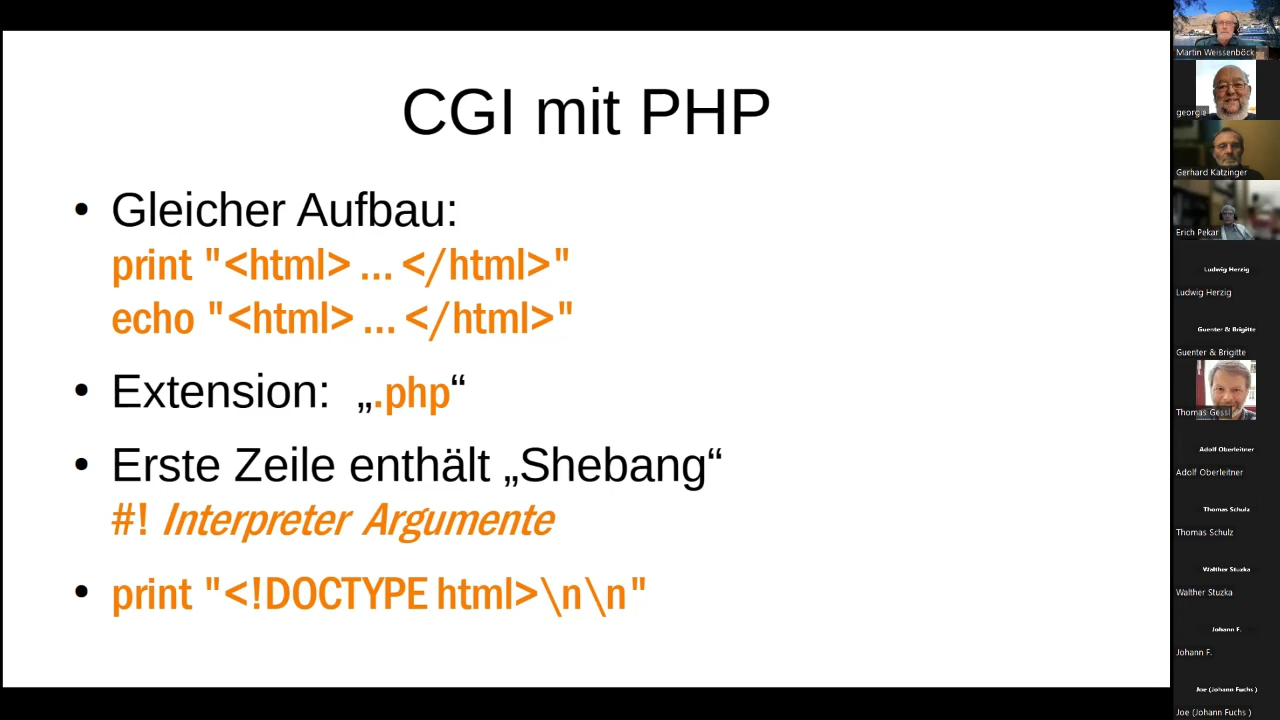 CGI mit PHP
• Gleicher Aufbau:
print "<html> ... </html>"
echo "<html> ... </html>"
• Extension: „.php“
• Erste Zeile enthält „Shebang“
#! Interpreter Argumente
• print "<!DOCTYPE html>\n\n"
Martin Weissenböck
georgie
Gerhard Katzinger
Erich Pekar
Ludwig Herzig
Ludwig Herzig
Guenter & Brigitte
Guenter & Brigitte
Thomas Gessl
Adolf Oberleitner
Adolf Oberleitner
Thomas Schulz
Thomas Schulz
Walther Stuzka
Walther Stuzka
Johann F.
Johann F.
Joe (Johann Fuchs )
Joe (Johann Fuchs )